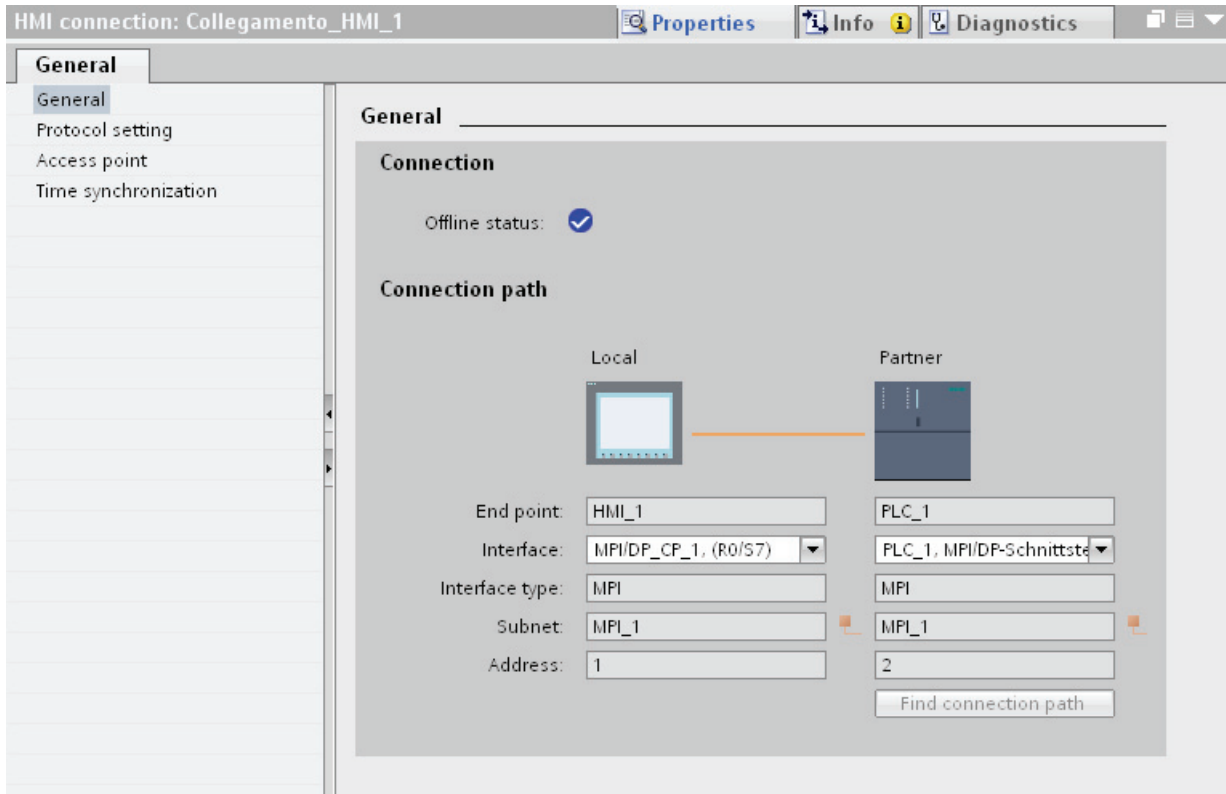 HMI connection: Collegamento_HMI_1
Properties
Info
Diagnostics
General
General
Protocol setting
Access point
Time synchronization
General
Connection
Offline status:
Connection path
Local Partner
End point: HMI_1 PLC_1
Interface: MPI/DP_CP_1, (R0/S7) PLC_1, MPI/DP-Schnittste
Interface type: MPI MPI
Subnet: MPI_1 MPI_1
Address: 1 2
Find connection path